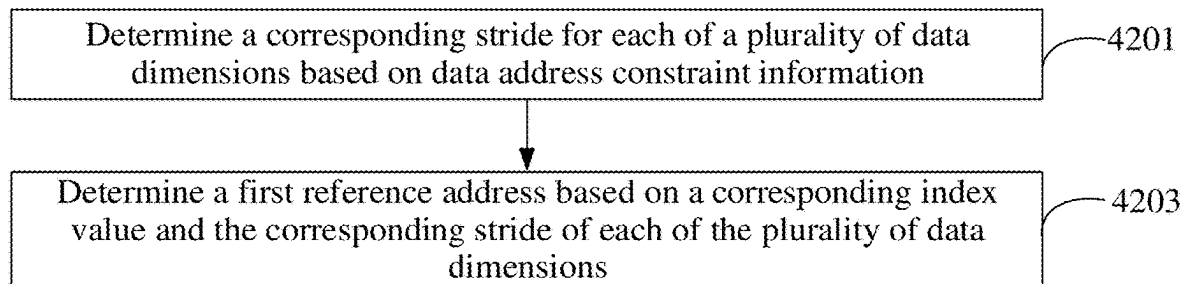 Determine a corresponding stride for each of a plurality of data
dimensions based on data address constraint information
4201
Determine a first reference address based on a corresponding index
value and the corresponding stride of each of the plurality of data
dimensions
4203